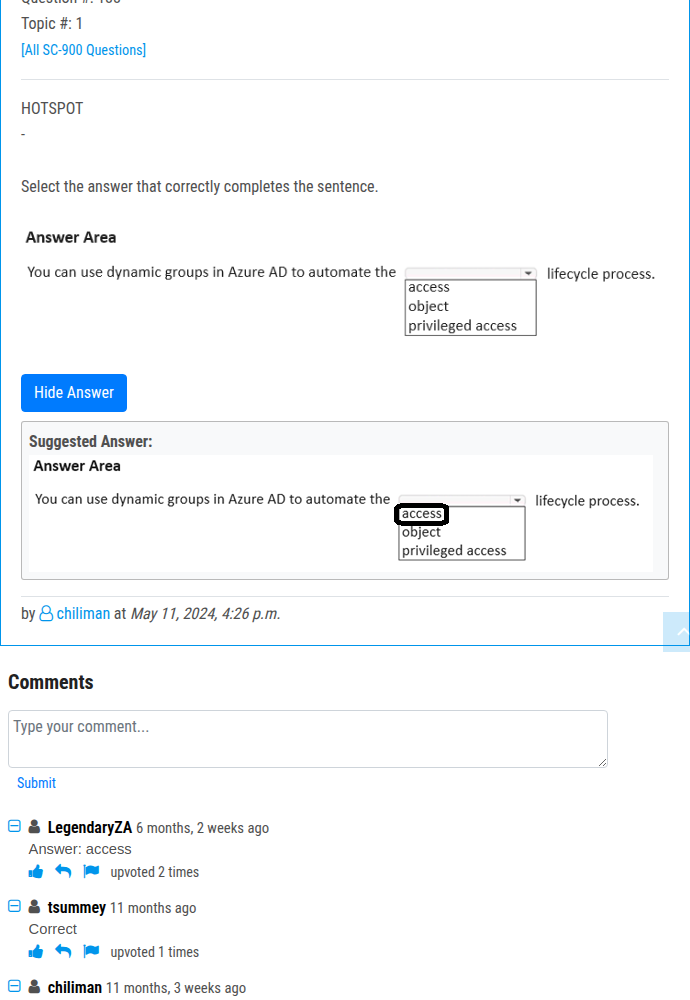 Topic #: 1
[All SC-900 Questions]
HOTSPOT
-
Select the answer that correctly completes the sentence.
Answer Area
You can use dynamic groups in Azure AD to automate the lifecycle process.
access
object
privileged access
Hide Answer
Suggested Answer:
Answer Area
You can use dynamic groups in Azure AD to automate the lifecycle process.
access
object
privileged access
by chiliman at May 11, 2024, 4:26 p.m.
Comments
Type your comment...
Submit
LegendaryZA 6 months, 2 weeks ago
Answer: access
upvoted 2 times
tsummey 11 months ago
Correct
upvoted 1 times
chiliman 11 months, 3 weeks ago